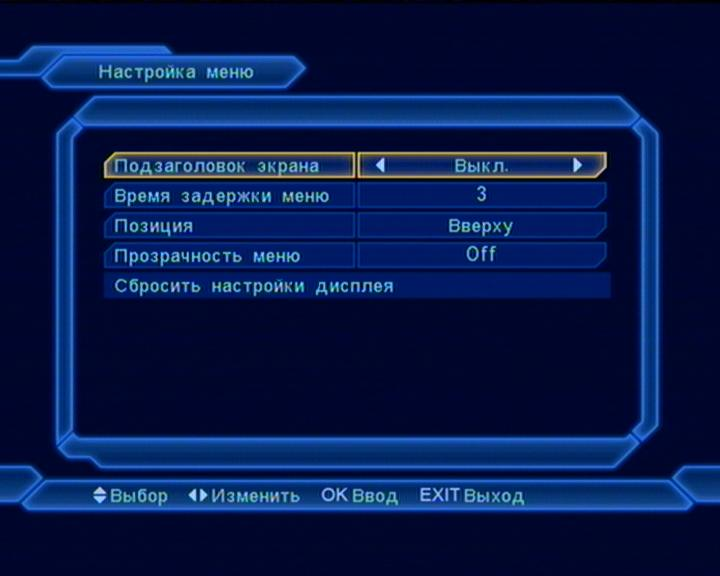 Настройка меню
Подзаголовок экрана Выкл.
Время задержки меню 3
Позиция Вверху
Прозрачность меню Off
Сбросить настройки дисплея
Выбор Изменить OK Ввод EXIT Выход